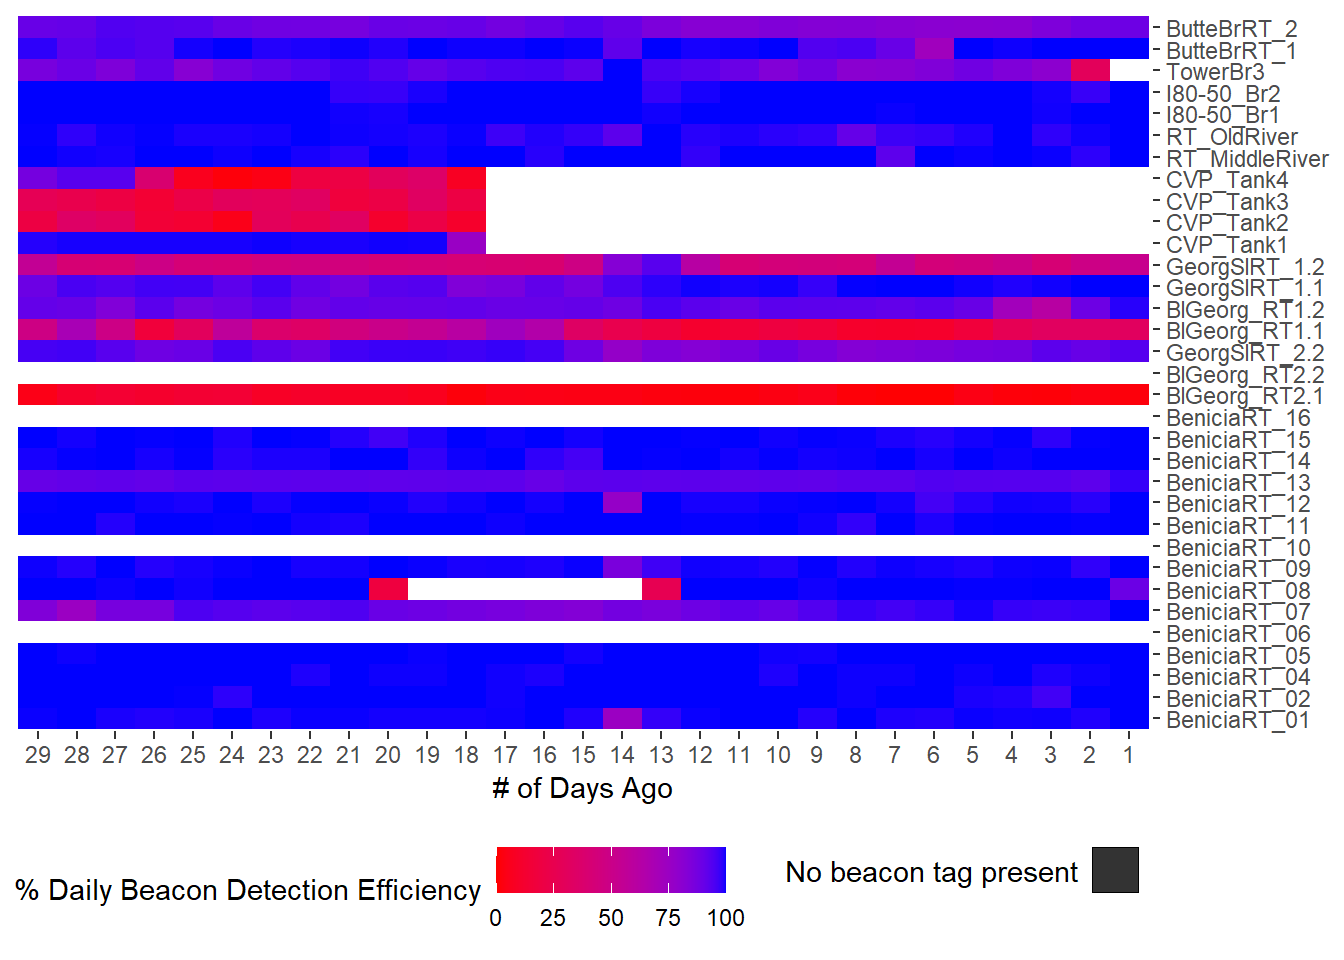 ButteBrRT_2
ButteBrRT_1
TowerBr3
I80-50_Br2
I80-50_Br1
RT_OldRiver
RT_MiddleRiver
CVP_Tank4
CVP_Tank3
CVP_Tank2
CVP_Tank1
GeorgSlRT_1.2
GeorgSlRT_1.1
BlGeorg_RT1.2
BlGeorg_RT1.1
GeorgSlRT_2.2
BlGeorg_RT2.2
BlGeorg_RT2.1
BeniciaRT_16
BeniciaRT_15
BeniciaRT_14
BeniciaRT_13
BeniciaRT_12
BeniciaRT_11
BeniciaRT_10
BeniciaRT_09
BeniciaRT_08
BeniciaRT_07
BeniciaRT_06
BeniciaRT_05
BeniciaRT_04
BeniciaRT_02
BeniciaRT_01
29 28 27 26 25 24 23 22 21 20 19 18 17 16 15 14 13 12 11 10 9 8 7 6 5 4 3 2 1
# of Days Ago
% Daily Beacon Detection Efficiency
0 25 50 75 100
No beacon tag present